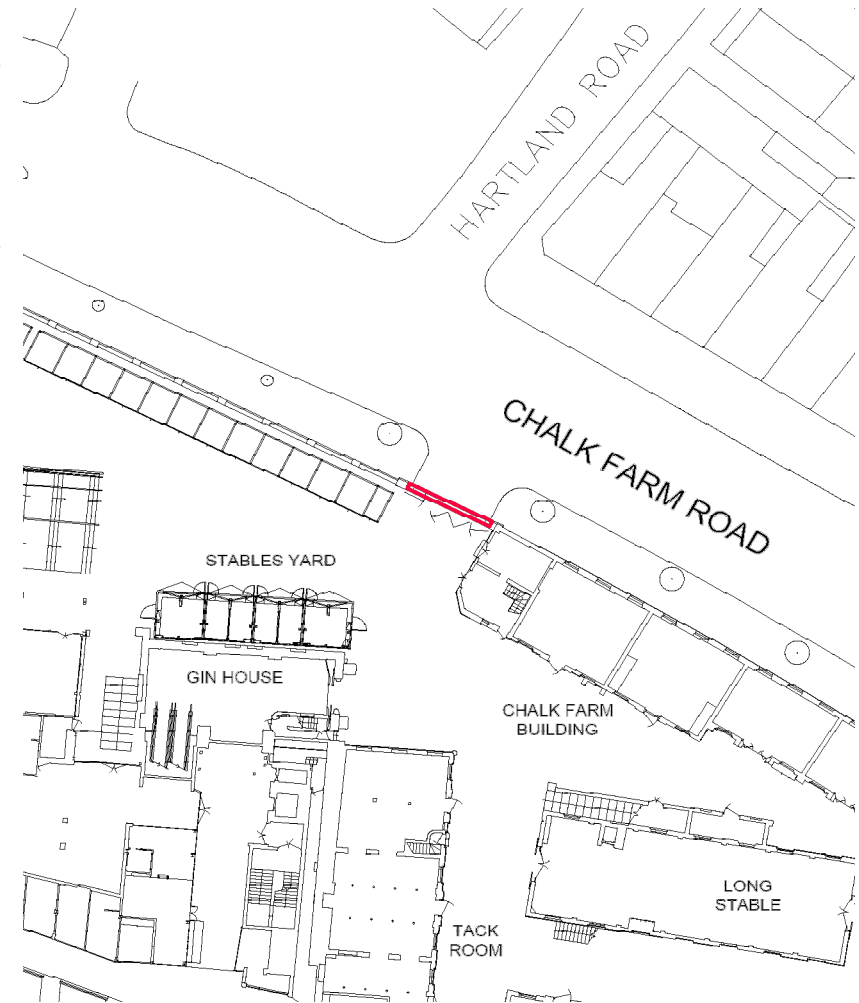 HARTLAND ROAD
CHALK FARM ROAD
STABLES YARD
GIN HOUSE
CHALK FARM
BUILDING
LONG
STABLE
TACK
ROOM